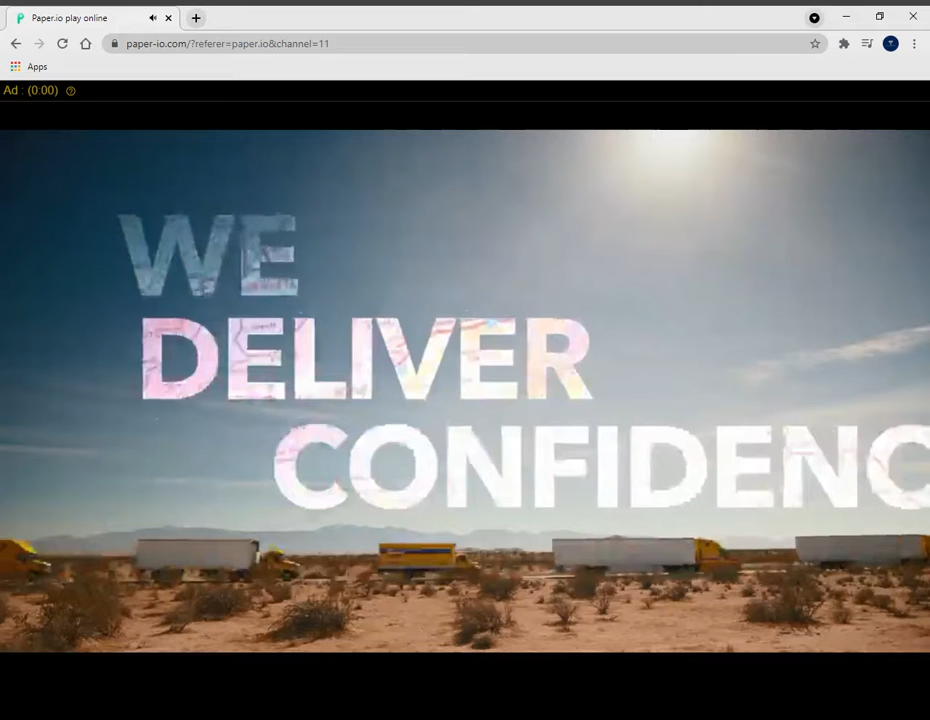 Paper.io play online
paper-io.com/?referer=paper.io&channel=11
Apps
Ad : (0:00)
WE
DELIVER
CONFIDENC